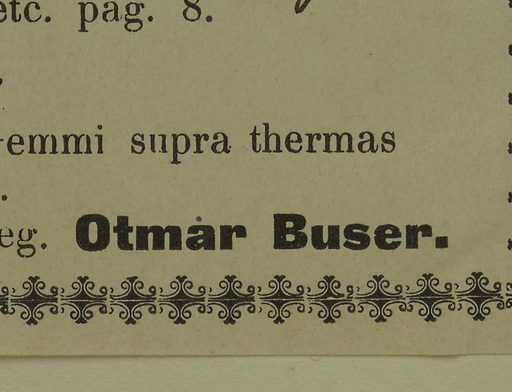 etc. pag. 8.
emmi supra thermas
eg. Otmar Buser.